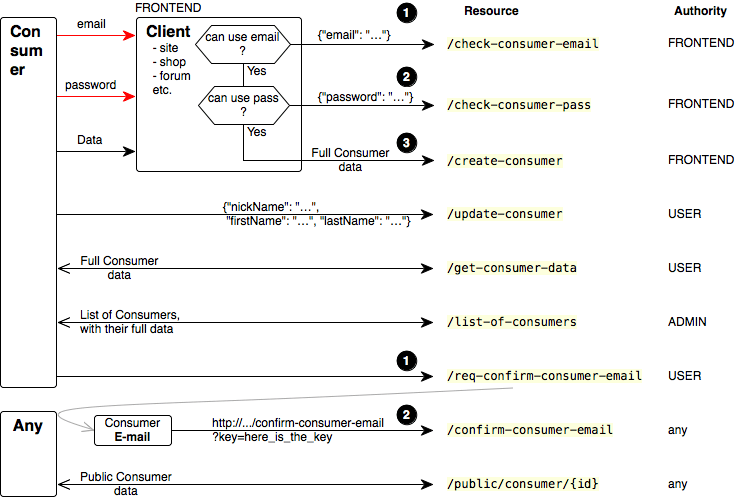 FRONTEND
Resource
Authority
Con
sum
er
email
Client
- site
- shop
- forum
etc.
can use email
?
Yes
1
{"email": "..."}
/check-consumer-email
FRONTEND
password
can use pass
?
Yes
2
{"password": "..."}
/check-consumer-pass
FRONTEND
Data
3
Full Consumer
data
/create-consumer
FRONTEND
{"nickName": "...",
"firstName": "...", "lastName": "..."}
/update-consumer
USER
Full Consumer
data
/get-consumer-data
USER
List of Consumers,
with their full data
/list-of-consumers
ADMIN
1
/req-confirm-consumer-email
USER
Any
Consumer
E-mail
2
http://.../confirm-consumer-email
?key=here_is_the_key
/confirm-consumer-email
any
Public Consumer
data
/public/consumer/{id}
any